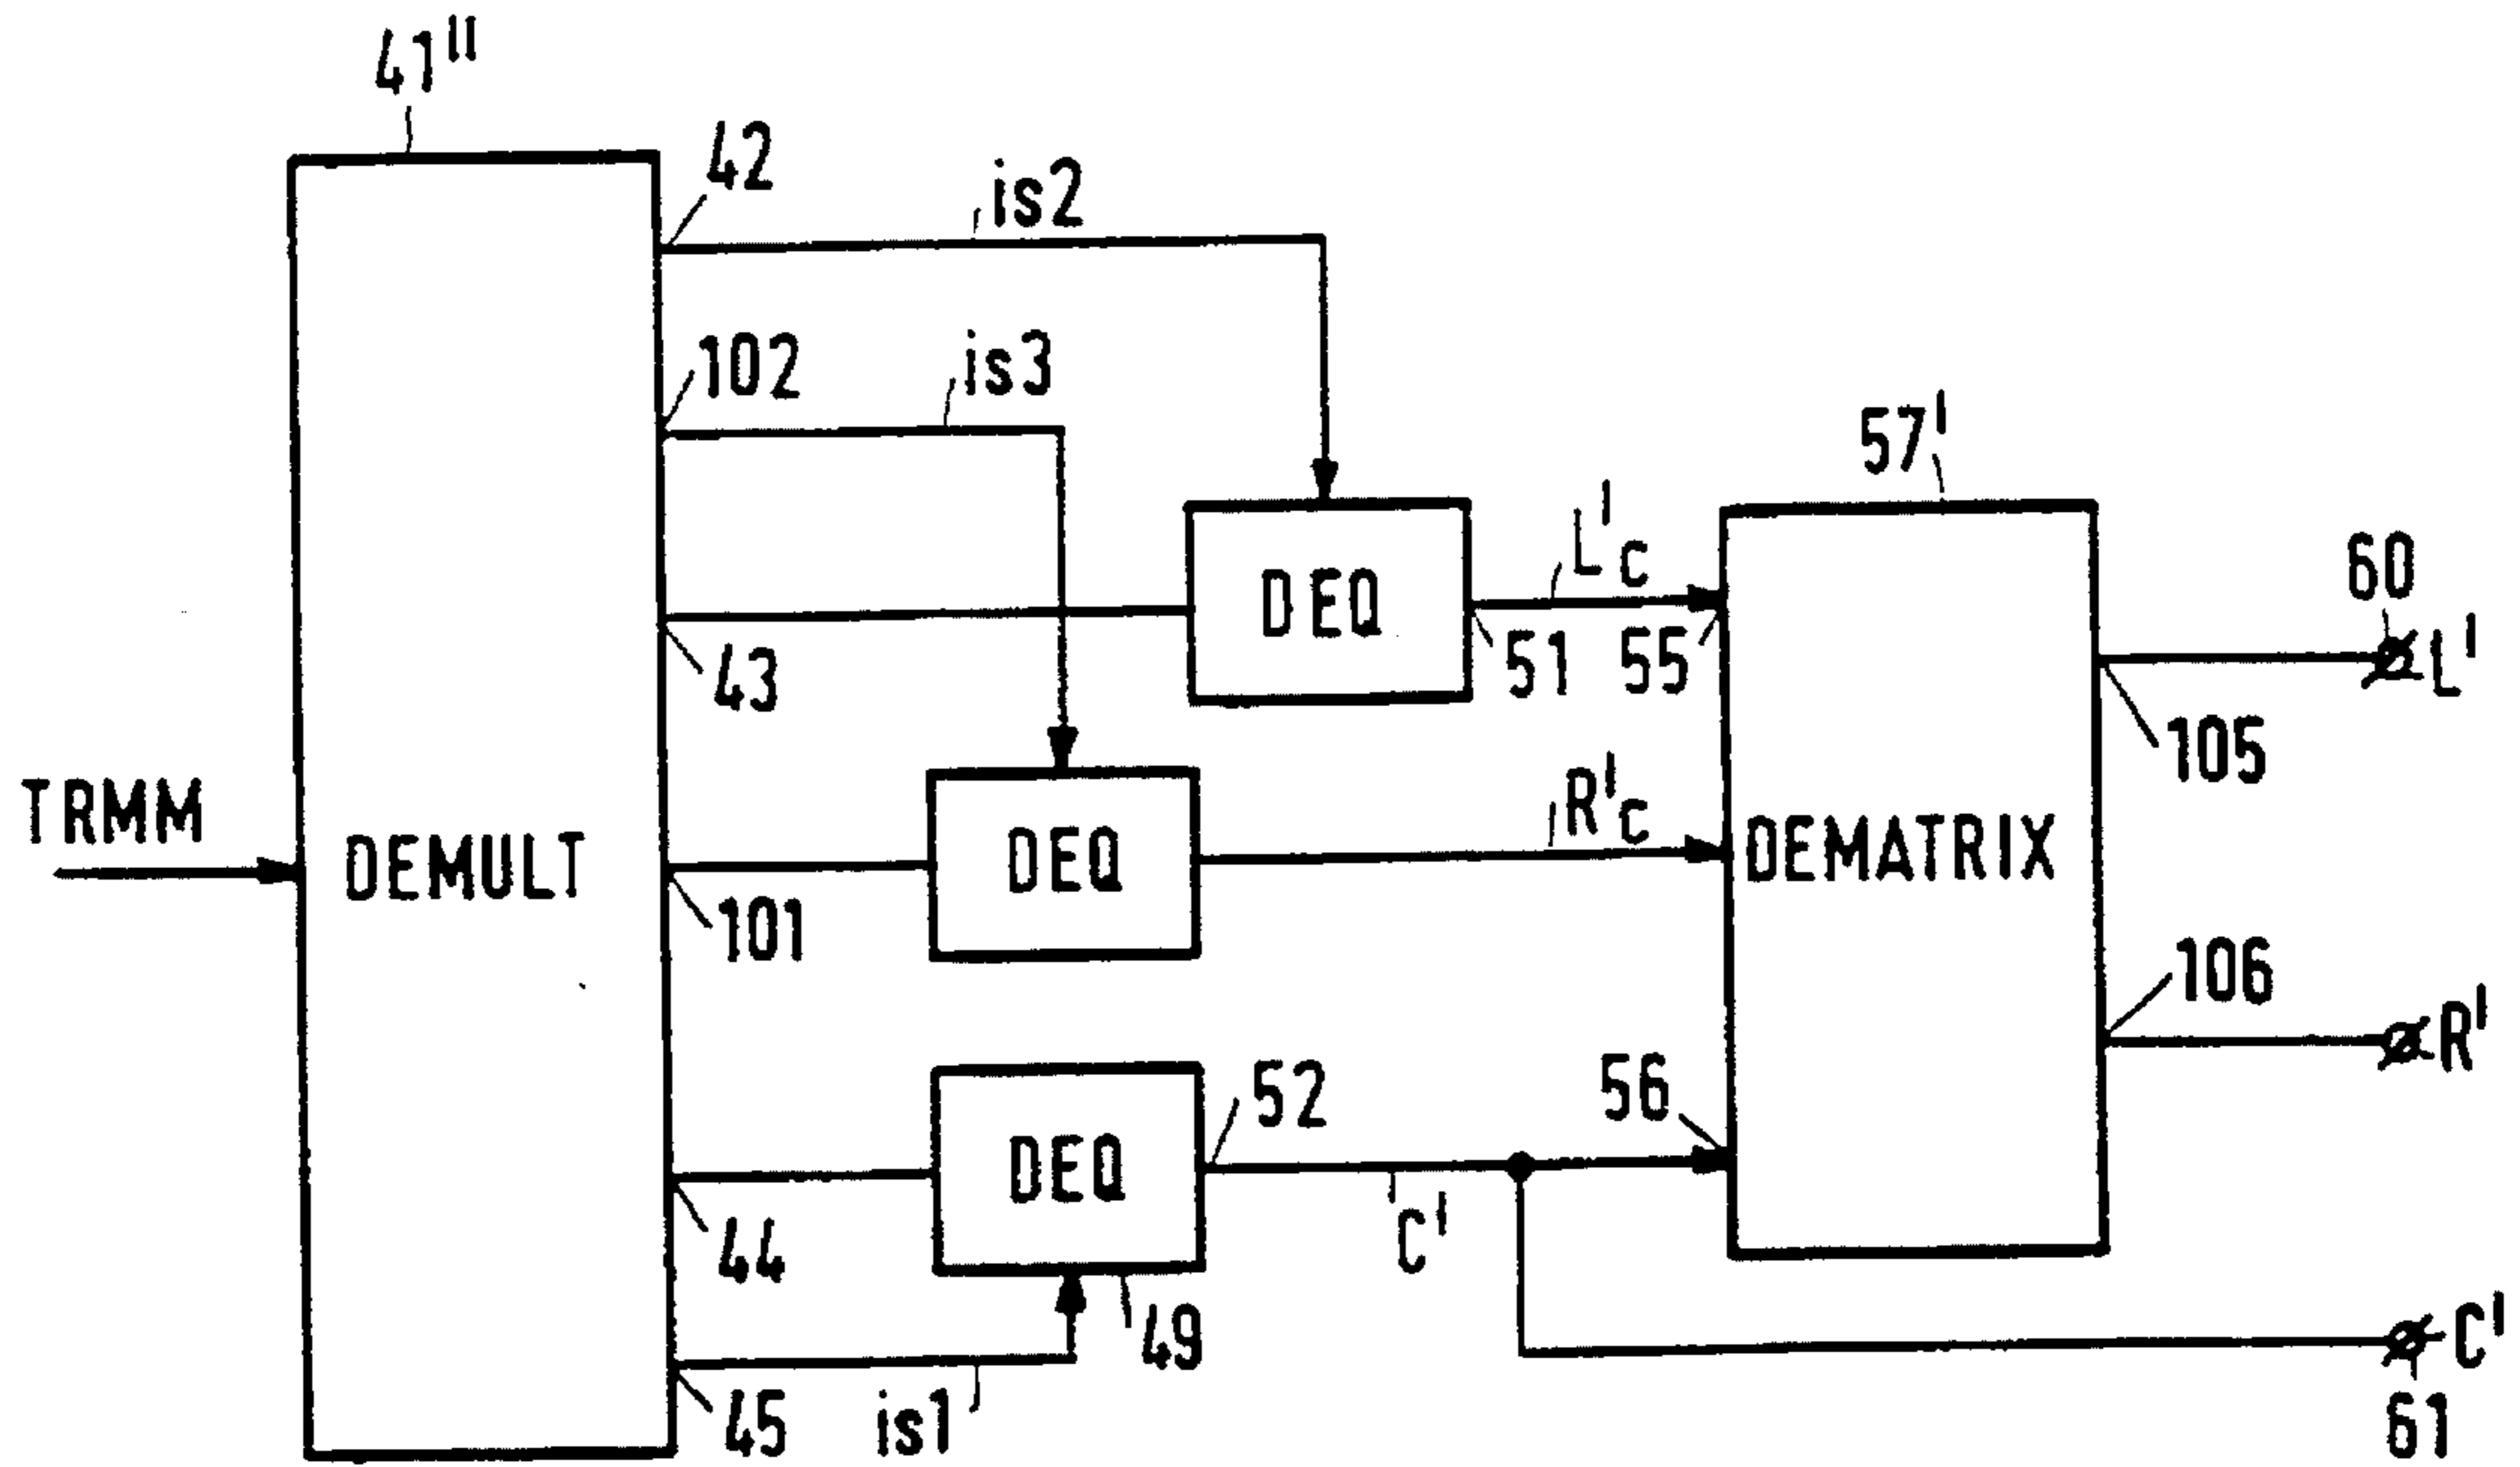 41"
42
is2
102
is3
57'
DEQ
L'c
51
55
60
L'
43
105
TRMM
DEMULT
DEQ
R'c
DEMATRIX
101
106
R'
DEQ
52
56
44
C'
49
C'
45
is1
61